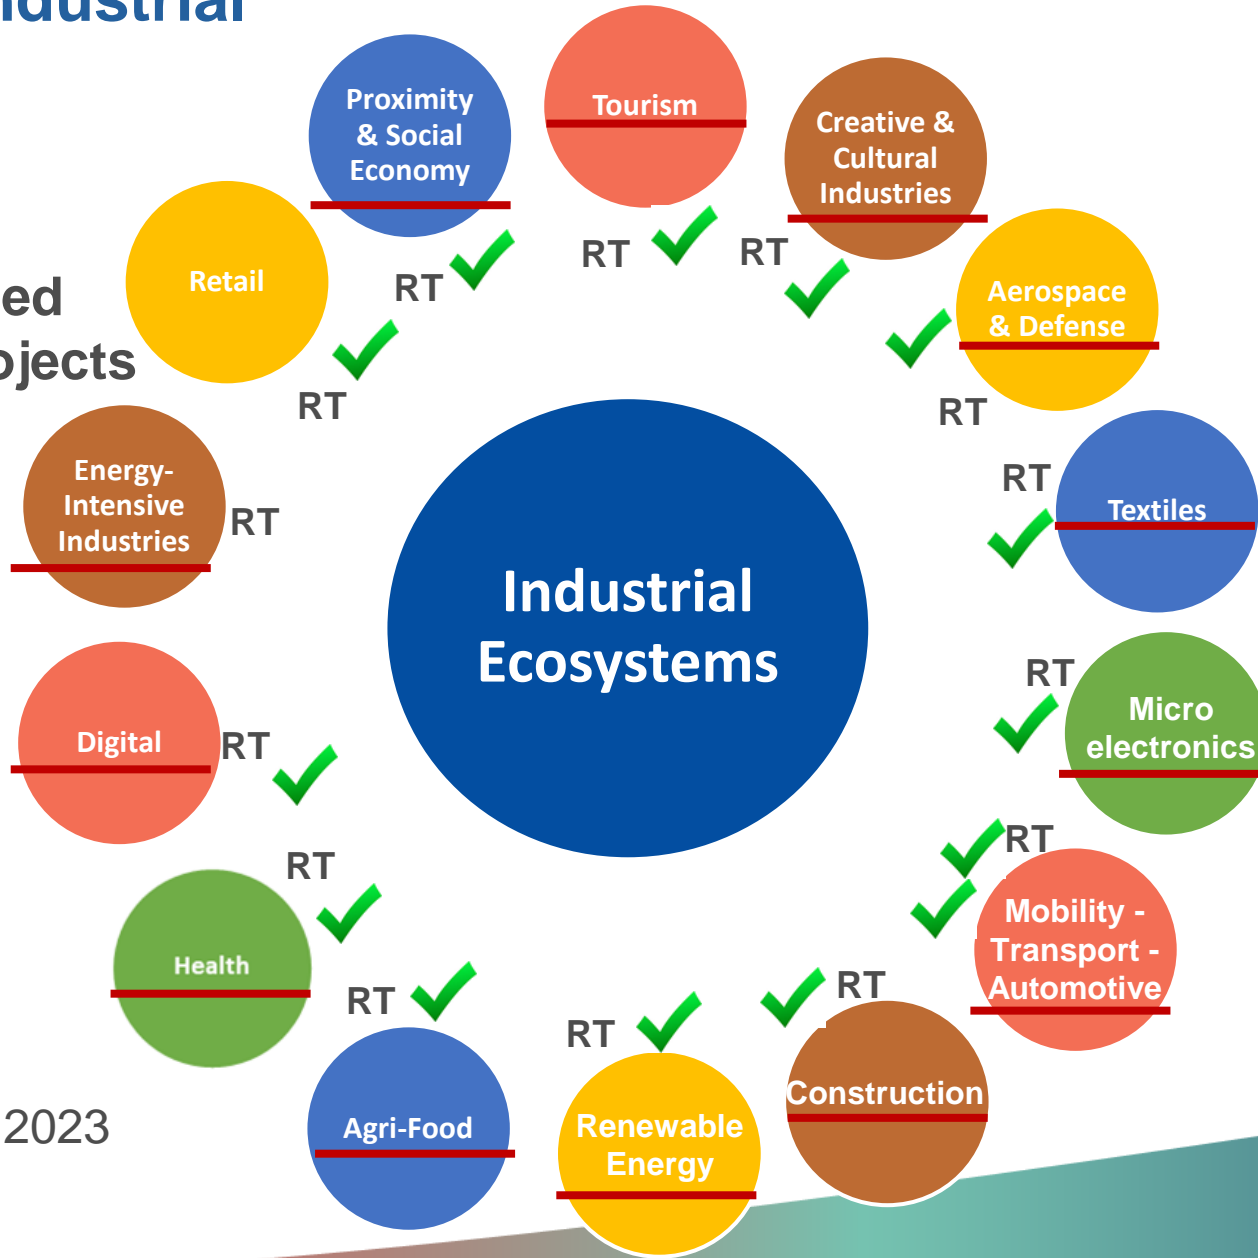 ndustrial
Proximity
& Social
Economy
Tourism
Creative &
Cultural
Industries
RT
RT
RT
Retail
Aerospace
& Defense
ed
ojects
RT
RT
Energy-
Intensive
Industries
RT
RT
Textiles
Industrial
Ecosystems
RT
Micro
electronics
Digital
RT
RT
RT
Mobility -
Transport -
Automotive
Health
RT
RT
RT
Construction
Agri-Food
Renewable
Energy
2023